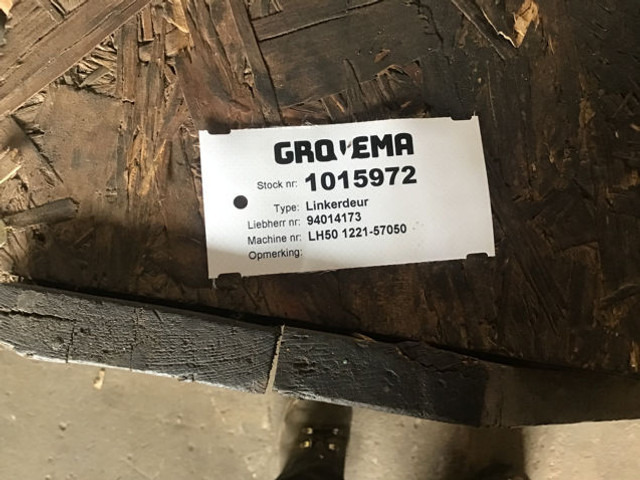 GROVEMA
Stock nr: 1015972
Type: Linkerdeur
Liebherr nr: 94014173
Machine nr: LH50 1221-57050
Opmerking: